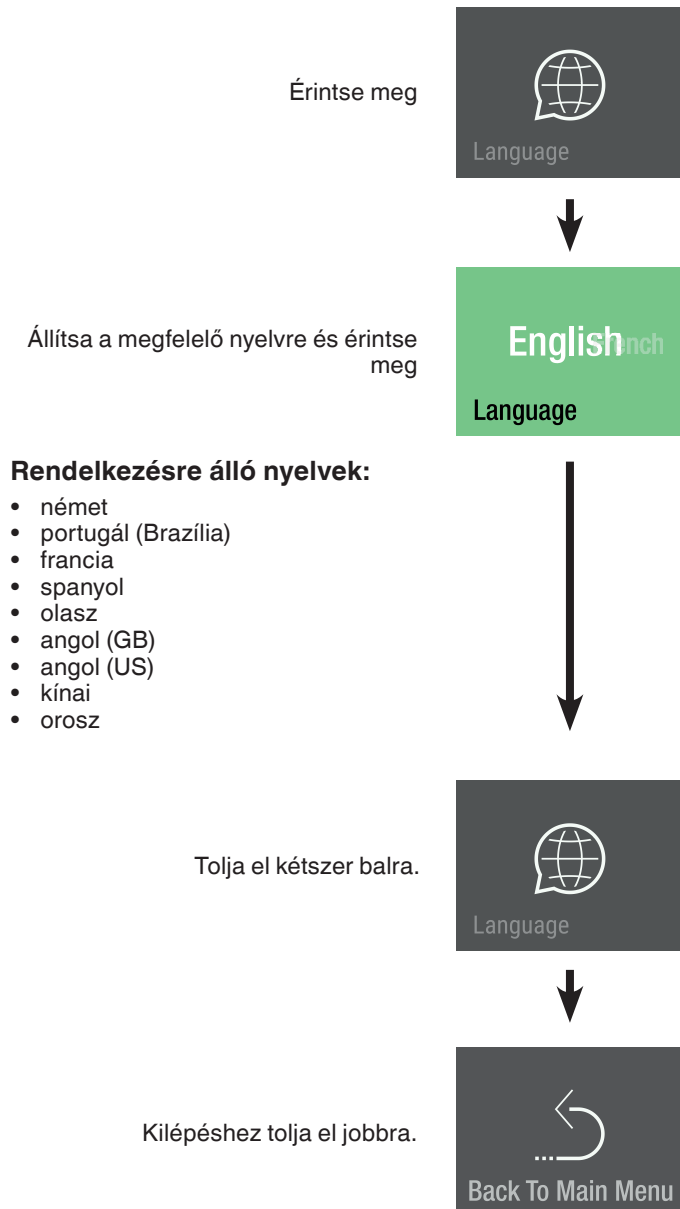 Érintse meg
Language
Állítsa a megfelelő nyelvre és érintse
meg
English French
Language
Rendelkezésre álló nyelvek:
• német
• portugál (Brazília)
• francia
• spanyol
• olasz
• angol (GB)
• angol (US)
• kínai
• orosz
Tolja el kétszer balra.
Language
Kilépéshez tolja el jobbra.
Back To Main Menu